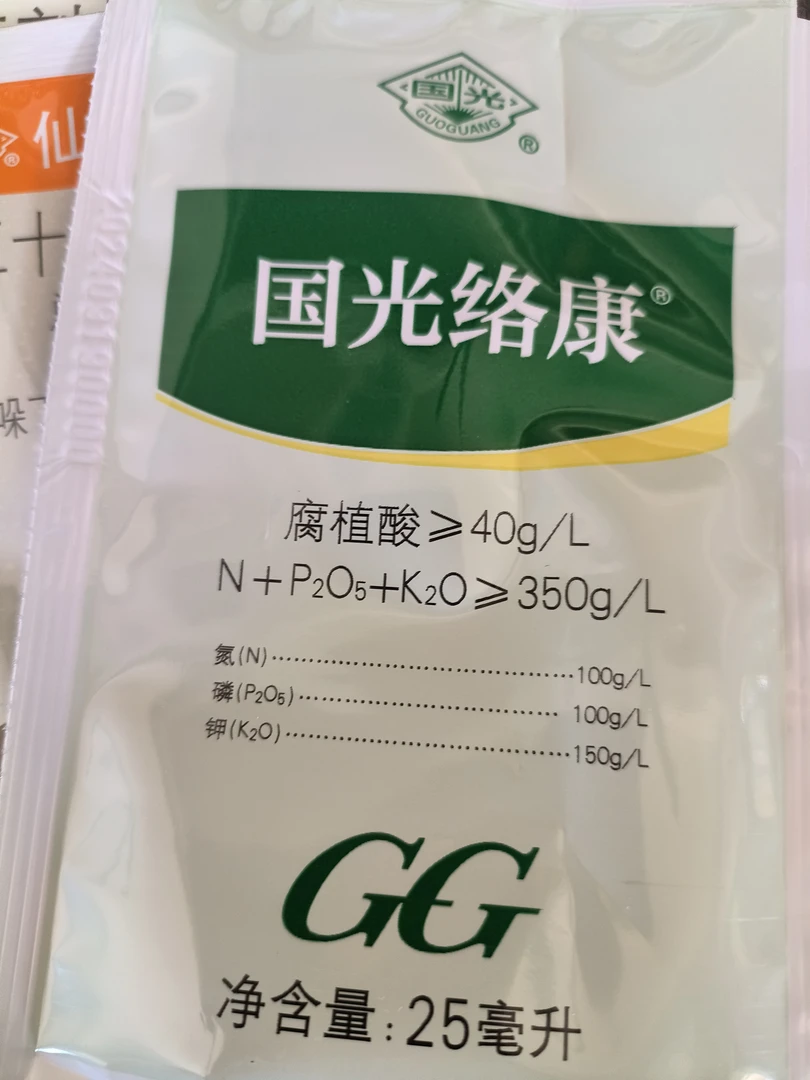 国光
GUOGUANG
®
仙
国光络康®
腐植酸≥40g/L
N+P₂O₅+K₂O≥350g/L
氮(N)……………………………100g/L
磷(P₂O₅)………………………… 100g/L
钾(K₂O)…………………………150g/L
GG
净含量:25毫升